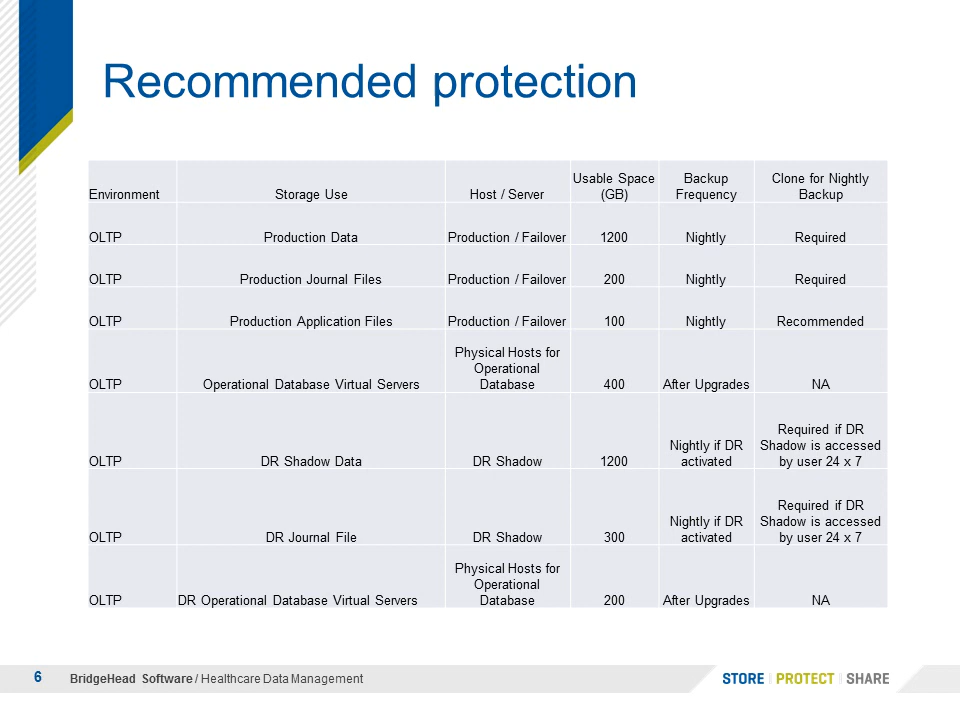 Recommended protection
Environment Storage Use Host / Server Usable Space (GB) Backup Frequency Clone for Nightly Backup
OLTP Production Data Production / Failover 1200 Nightly Required
OLTP Production Journal Files Production / Failover 200 Nightly Required
OLTP Production Application Files Production / Failover 100 Nightly Recommended
OLTP Operational Database Virtual Servers Physical Hosts for Operational Database 400 After Upgrades NA
OLTP DR Shadow Data DR Shadow 1200 Nightly if DR activated Required if DR Shadow is accessed by user 24 x 7
OLTP DR Journal File DR Shadow 300 Nightly if DR activated Required if DR Shadow is accessed by user 24 x 7
OLTP DR Operational Database Virtual Servers Physical Hosts for Operational Database 200 After Upgrades NA
6 BridgeHead Software / Healthcare Data Management STORE | PROTECT | SHARE